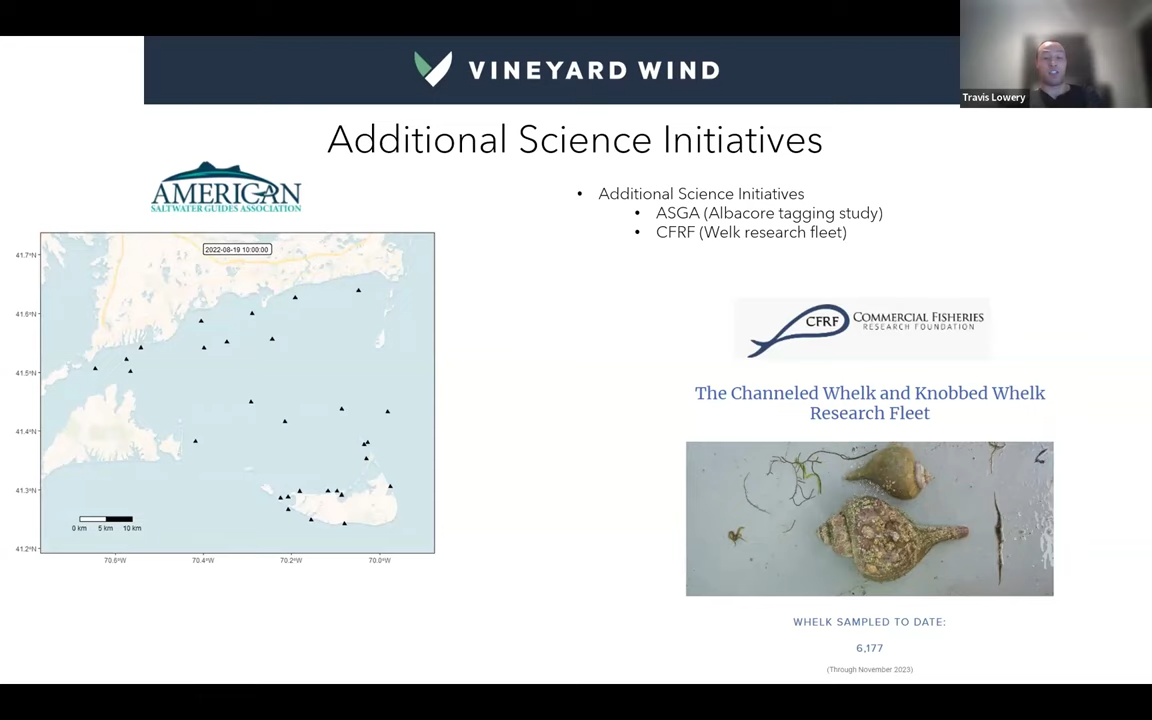 VINEYARD WIND
Travis Lowery
Additional Science Initiatives
AMERICAN
SALTWATER GUIDES ASSOCIATION
• Additional Science Initiatives
• ASGA (Albacore tagging study)
• CFRF (Welk research fleet)
2022-08-19 10:00:00
41.7°N
41.6°N
41.5°N
41.4°N
41.3°N
41.2°N
0 km 5 km 10 km
70.6°W 70.4°W 70.2°W 70.0°W
CFRF
COMMERCIAL FISHERIES
RESEARCH FOUNDATION
The Channeled Whelk and Knobbed Whelk
Research Fleet
WHELK SAMPLED TO DATE:
6,177
(Through November 2023)